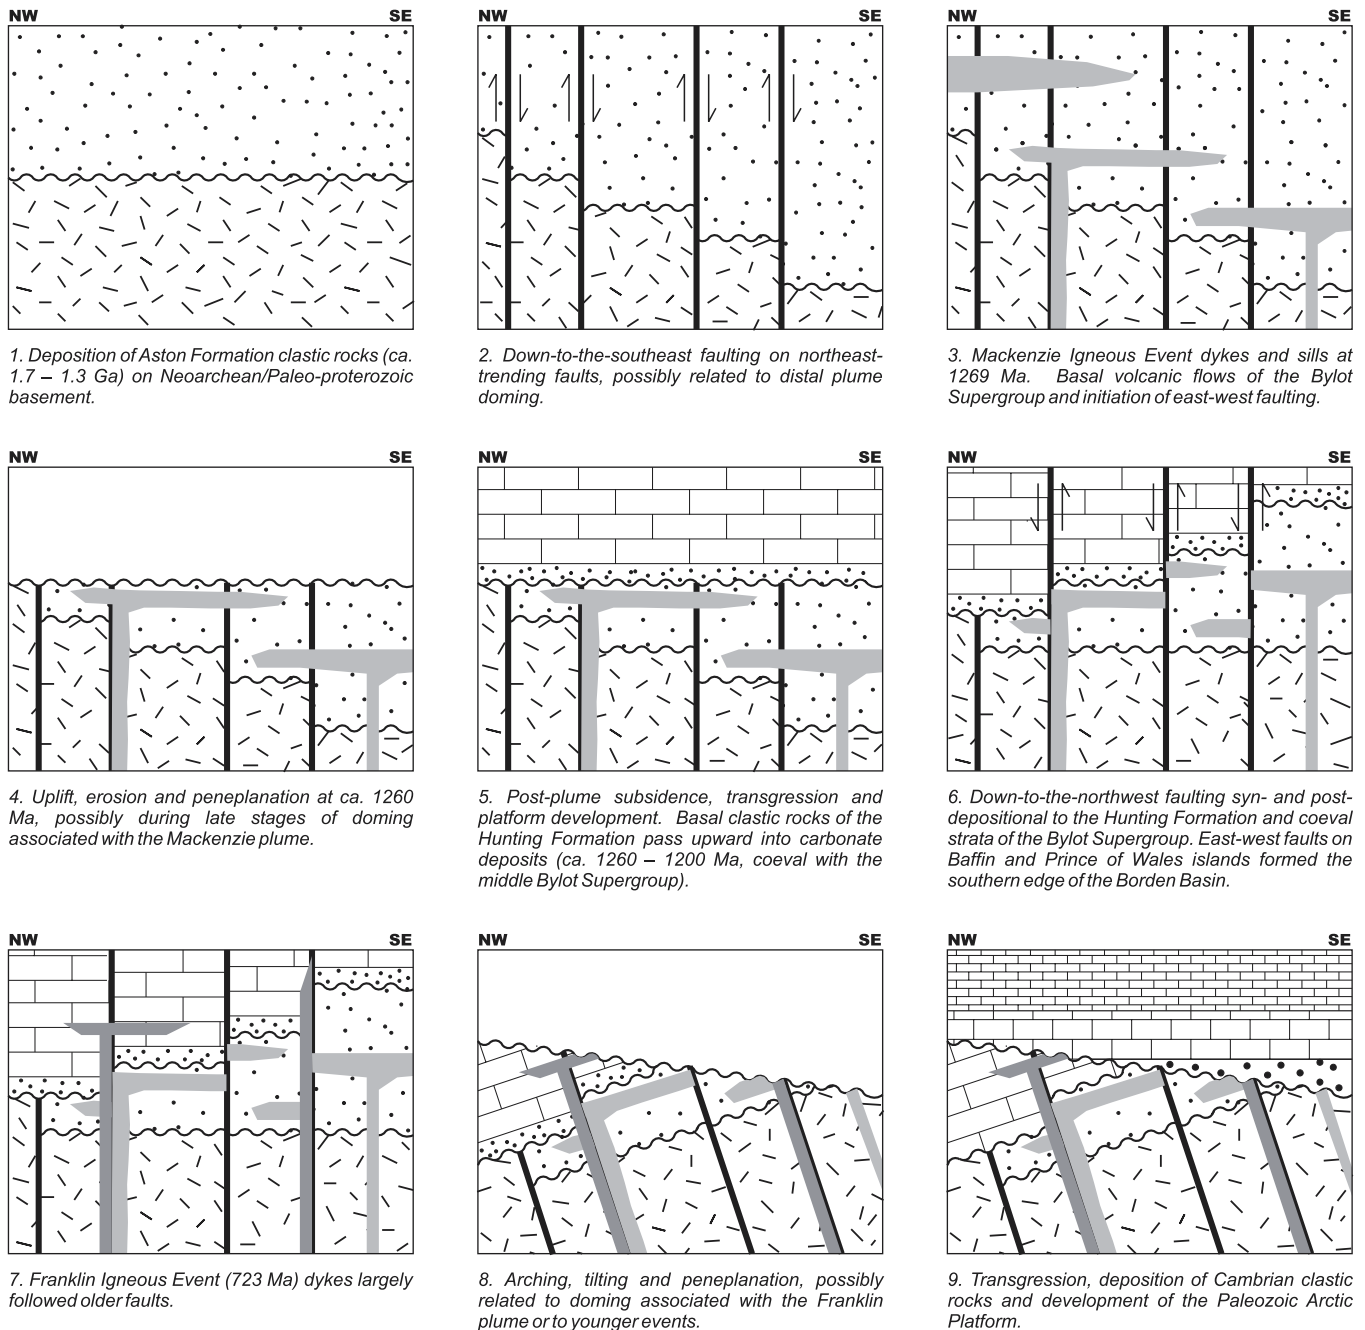 NW SE
1. Deposition of Aston Formation clastic rocks (ca.
1.7 – 1.3 Ga) on Neoarchean/Paleo-proterozoic
basement.
NW SE
2. Down-to-the-southeast faulting on northeast-
trending faults, possibly related to distal plume
doming.
NW SE
3. Mackenzie Igneous Event dykes and sills at
1269 Ma. Basal volcanic flows of the Bylot
Supergroup and initiation of east-west faulting.
NW SE
4. Uplift, erosion and peneplanation at ca. 1260
Ma, possibly during late stages of doming
associated with the Mackenzie plume.
NW SE
5. Post-plume subsidence, transgression and
platform development. Basal clastic rocks of the
Hunting Formation pass upward into carbonate
deposits (ca. 1260 – 1200 Ma, coeval with the
middle Bylot Supergroup).
NW SE
6. Down-to-the-northwest faulting syn- and post-
depositional to the Hunting Formation and coeval
strata of the Bylot Supergroup. East-west faults on
Baffin and Prince of Wales islands formed the
southern edge of the Borden Basin.
NW SE
7. Franklin Igneous Event (723 Ma) dykes largely
followed older faults.
NW SE
8. Arching, tilting and peneplanation, possibly
related to doming associated with the Franklin
plume or to younger events.
NW SE
9. Transgression, deposition of Cambrian clastic
rocks and development of the Paleozoic Arctic
Platform.